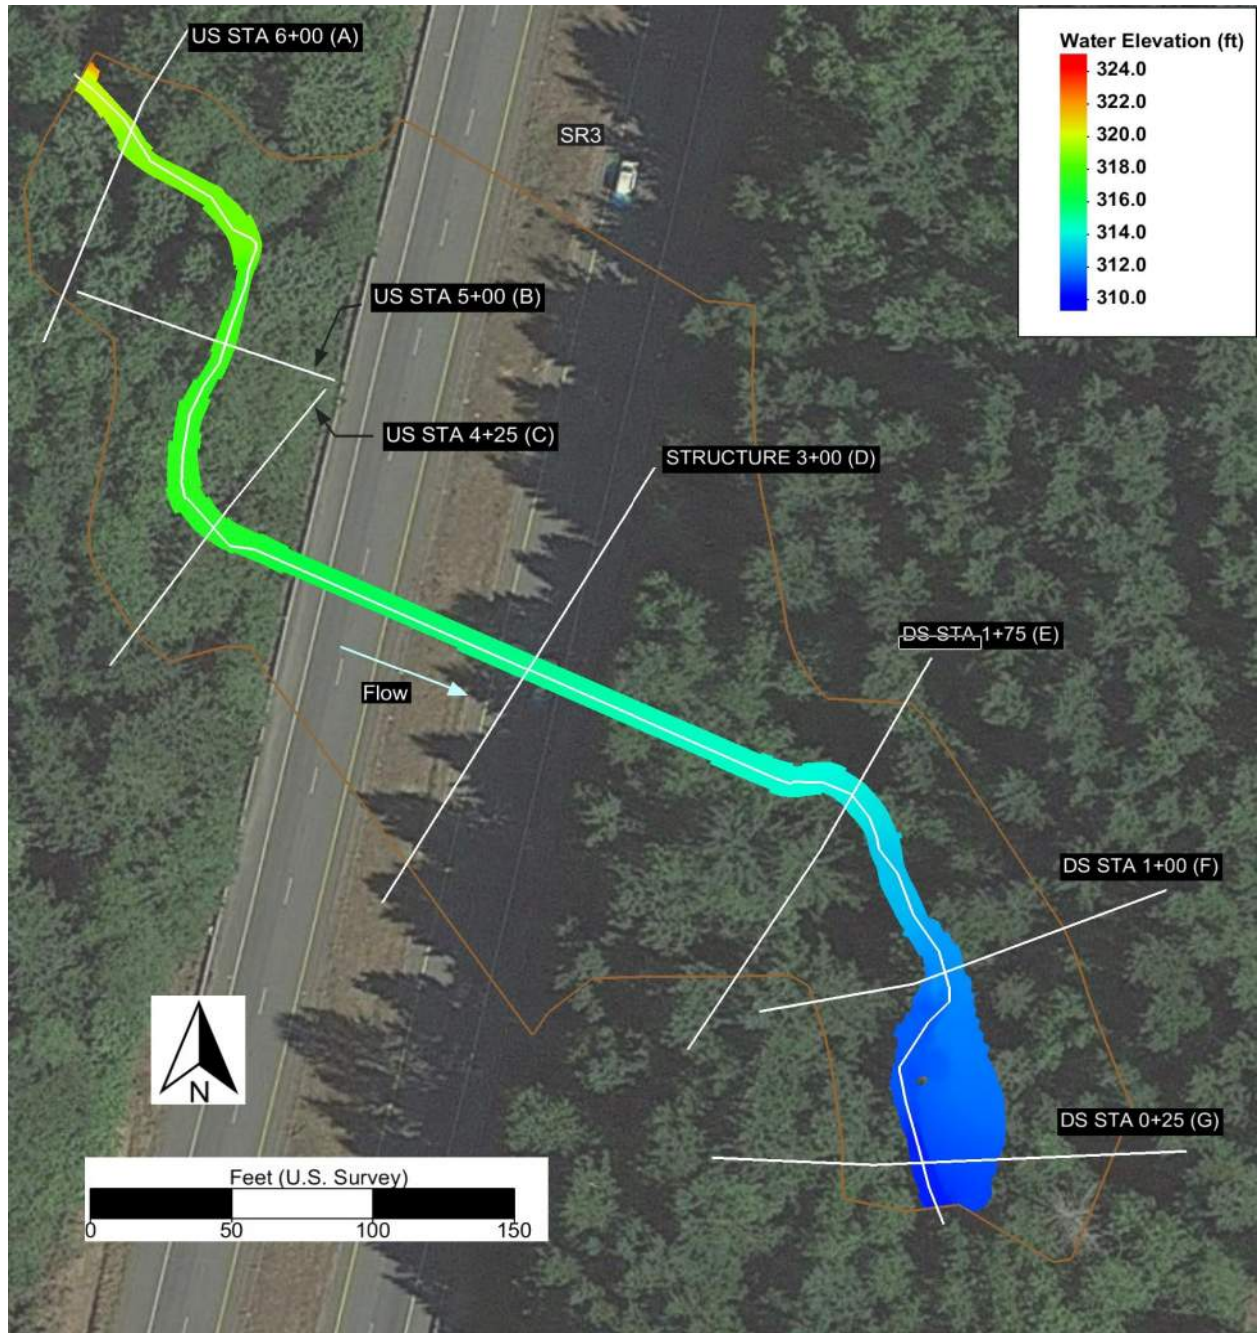 US STA 6+00 (A)
Water Elevation (ft)
324.0
322.0
320.0
318.0
316.0
314.0
312.0
310.0
SR3
US STA 5+00 (B)
US STA 4+25 (C)
STRUCTURE 3+00 (D)
DS STA 1+75 (E)
Flow
DS STA 1+00 (F)
N
DS STA 0+25 (G)
Feet (U.S. Survey)
0 50 100 150